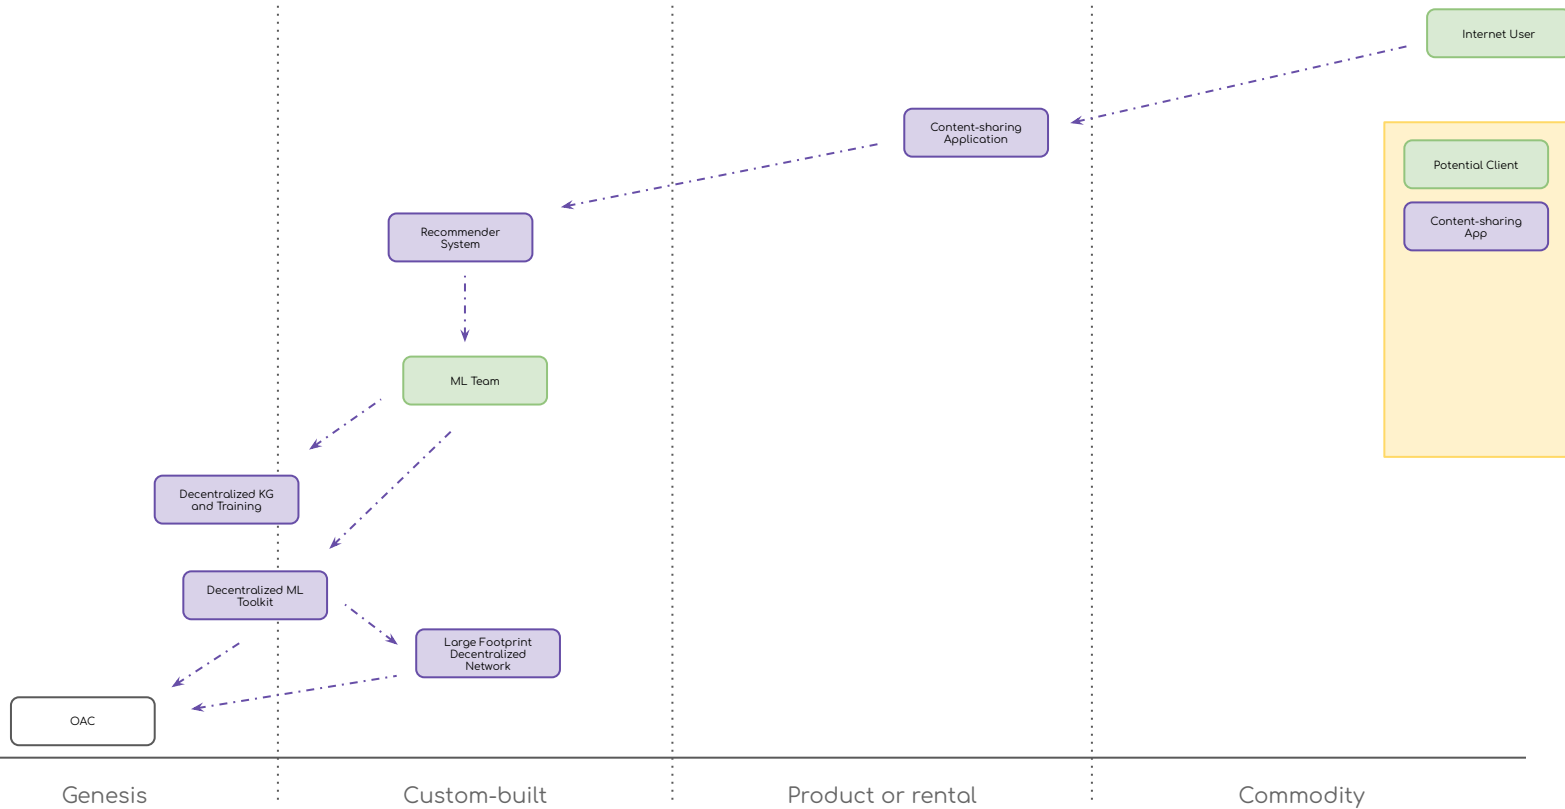 Internet User
Content-sharing
Application
Potential Client
Content-sharing
App
Recommender
System
ML Team
Decentralized KG
and Training
Decentralized ML
Toolkit
Large Footprint
Decentralized
Network
OAC
Genesis
Custom-built
Product or rental
Commodity